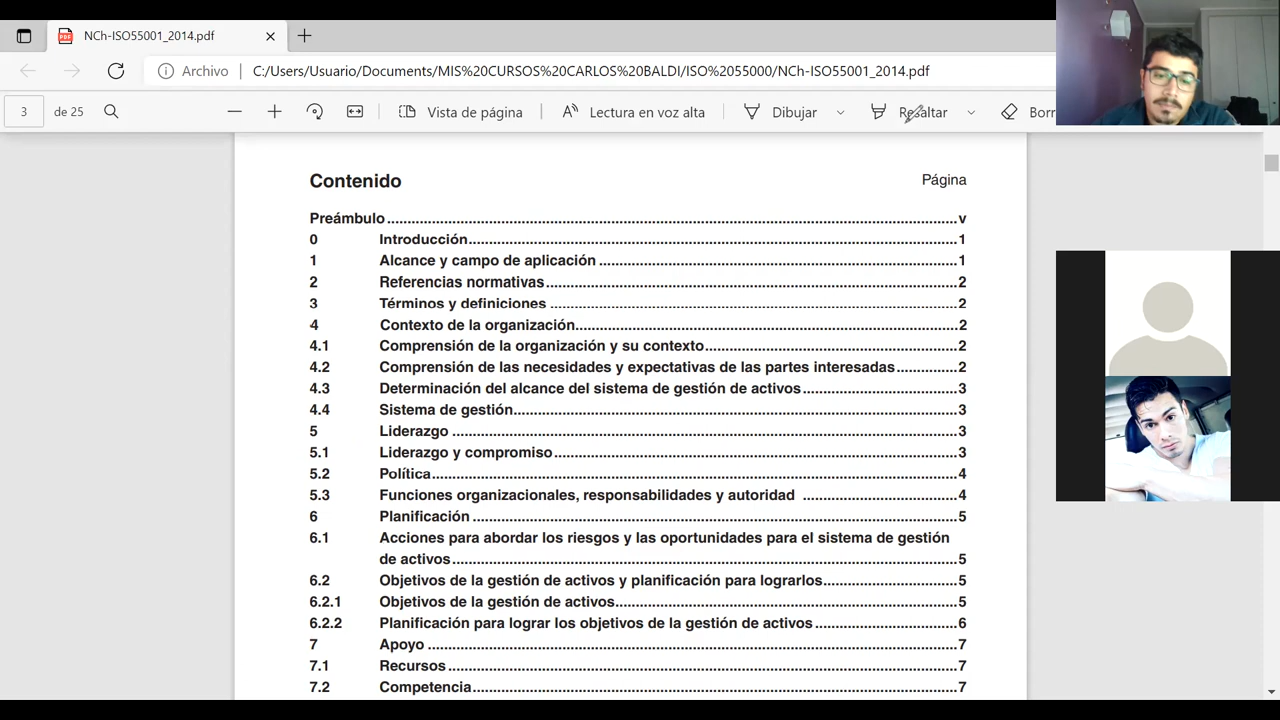 NCh-ISO55001_2014.pdf
Archivo C:/Users/Usuario/Documents/MIS%20CURSOS%20CARLOS%20BALDI/ISO%2055000/NCh-ISO55001_2014.pdf
3 de 25 Vista de página Lectura en voz alta Dibujar Resaltar Bor
Contenido Página
Preámbulo v
0 Introducción 1
1 Alcance y campo de aplicación 1
2 Referencias normativas 2
3 Términos y definiciones 2
4 Contexto de la organización 2
4.1 Comprensión de la organización y su contexto 2
4.2 Comprensión de las necesidades y expectativas de las partes interesadas 2
4.3 Determinación del alcance del sistema de gestión de activos 3
4.4 Sistema de gestión 3
5 Liderazgo 3
5.1 Liderazgo y compromiso 3
5.2 Política 4
5.3 Funciones organizacionales, responsabilidades y autoridad 4
6 Planificación 5
6.1 Acciones para abordar los riesgos y las oportunidades para el sistema de gestión
de activos 5
6.2 Objetivos de la gestión de activos y planificación para lograrlos 5
6.2.1 Objetivos de la gestión de activos 5
6.2.2 Planificación para lograr los objetivos de la gestión de activos 6
7 Apoyo 7
7.1 Recursos 7
7.2 Competencia 7